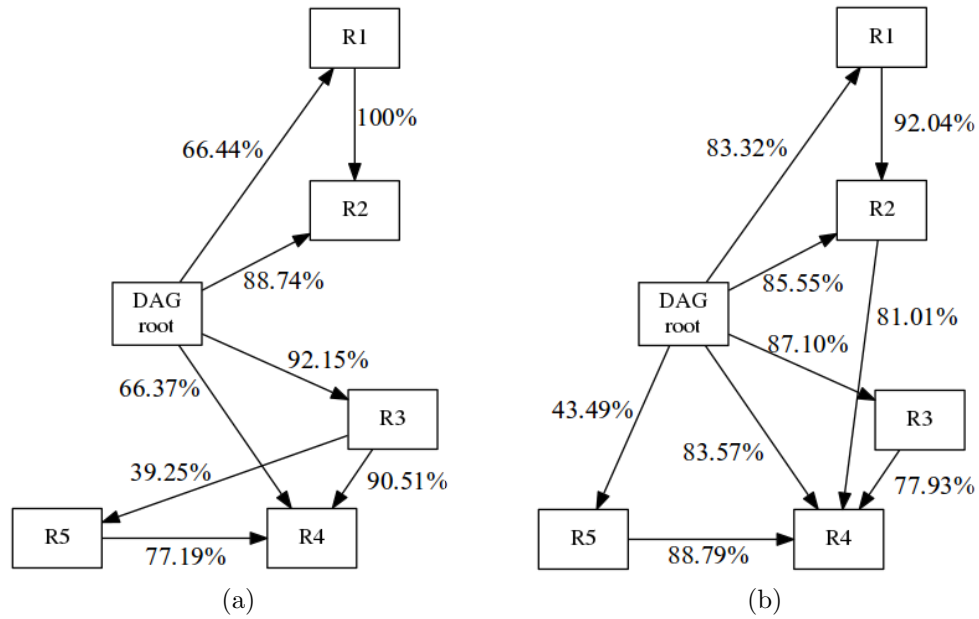 R1
100%
66.44%
R2
88.74%
DAG
root
92.15%
66.37%
R3
39.25%
90.51%
R5
R4
77.19%
(a)
R1
92.04%
83.32%
R2
85.55%
DAG
root
81.01%
87.10%
43.49%
R3
83.57%
77.93%
R5
R4
88.79%
(b)